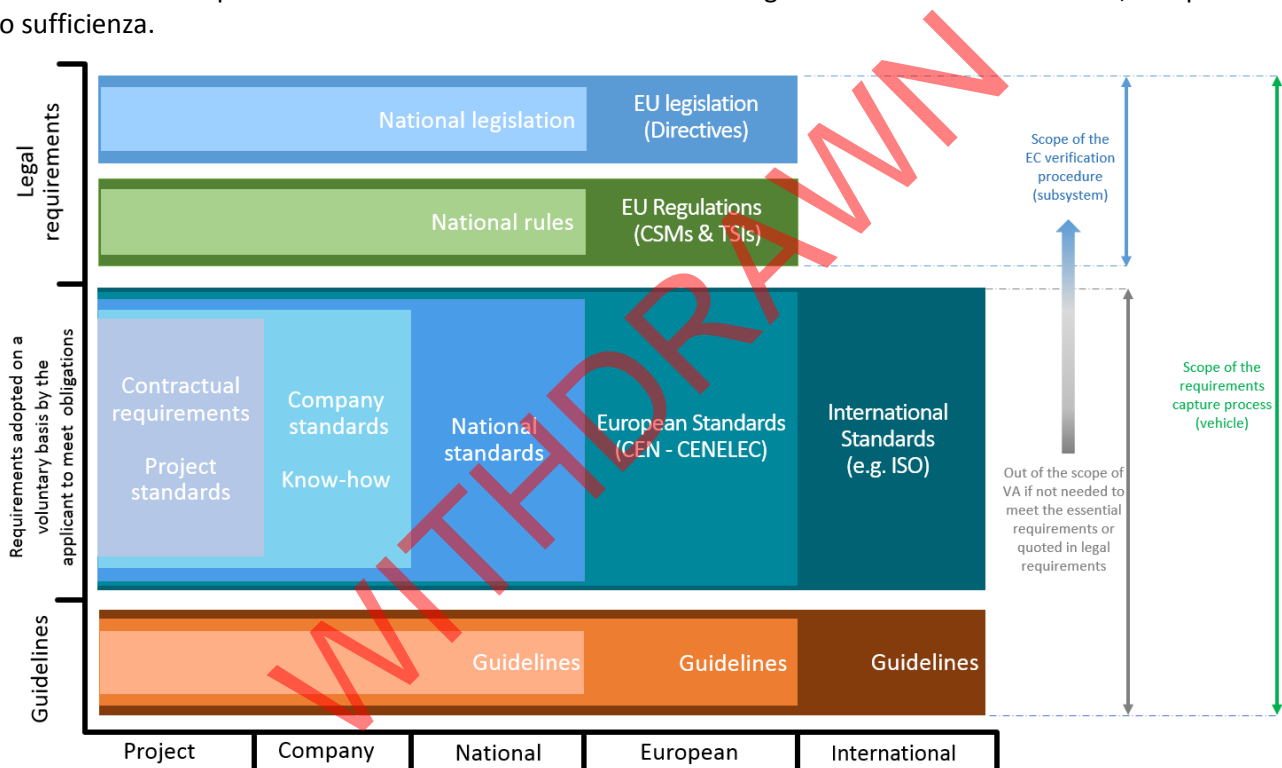 o sufficienza.
Legal
requirements
National legislation
EU legislation
(Directives)
National rules
EU Regulations
(CSMs & TSIs)
Scope of the
EC verification
procedure
(subsystem)
Requirements adopted on a
voluntary basis by the
applicant to meet obligations
Contractual
requirements
Project
standards
Company
standards
Know-how
National
standards
European Standards
(CEN - CENELEC)
International
Standards
(e.g. ISO)
Out of the scope of
VA if not needed to
meet the essential
requirements or
quoted in legal
requirements
Scope of the
requirements
capture process
(vehicle)
Guidelines
Guidelines
Guidelines
Guidelines
Project
Company
National
European
International
WITHDRAWN